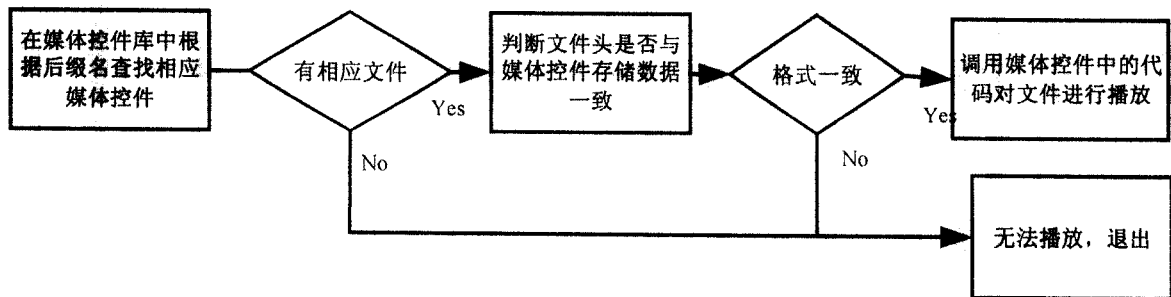 在媒体控件库中根
据后缀名查找相应
媒体控件
有相应文件
Yes
No
判断文件头是否与
媒体控件存储数据
一致
格式一致
Yes
No
调用媒体控件中的代
码对文件进行播放
无法播放，退出